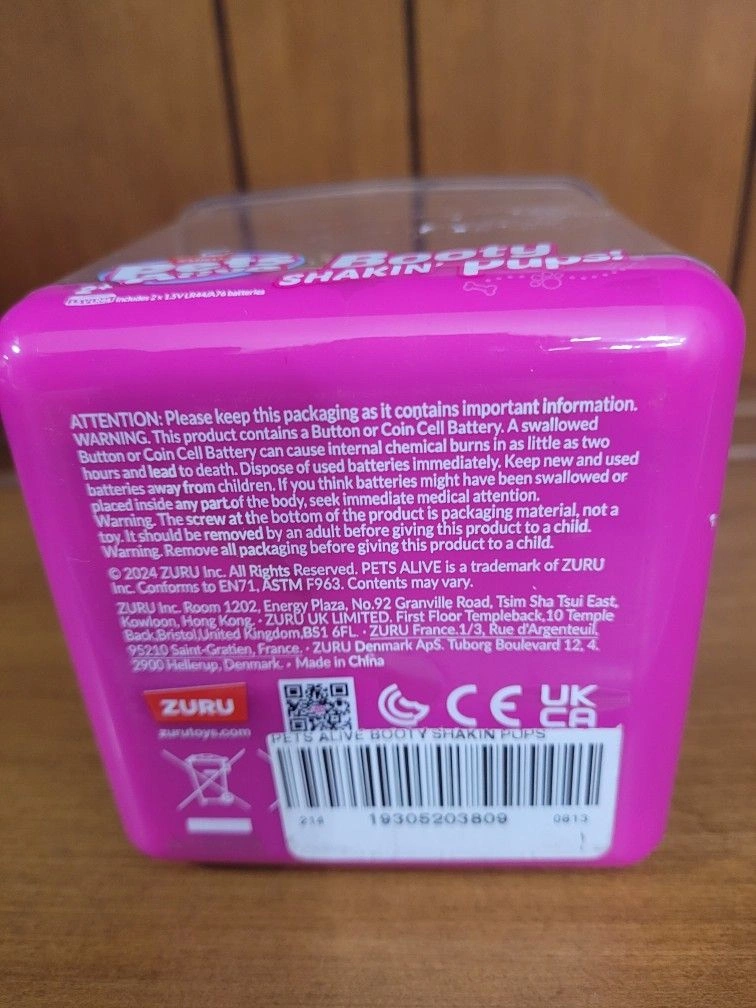 Pets
Booty
SHAKIN' Pups!
Includes 2 x 1.5V LR44/A76 batteries
ATTENTION: Please keep this packaging as it contains important information.
WARNING. This product contains a Button or Coin Cell Battery. A swallowed
Button or Coin Cell Battery can cause internal chemical burns in as little as two
hours and lead to death. Dispose of used batteries immediately. Keep new and used
batteries away from children. If you think batteries might have been swallowed or
placed inside any part.of the body, seek immediate medical attention.
Warning. The screw at the bottom of the product is packaging material, not a
toy. It should be removed by an adult before giving this product to a child.
Warning. Remove all packaging before giving this product to a child.
© 2024 ZURU Inc. All Rights Reserved. PETS ALIVE is a trademark of ZURU
Inc. Conforms to EN71, ASTM F963. Contents may vary.
ZURU Inc. Room 1202, Energy Plaza, No.92 Granville Road, Tsim Sha Tsui East,
Kowloon, Hong Kong. • ZURU UK LIMITED. First Floor Templeback,10 Temple
Back,Bristol,United Kingdom,BS1 6FL. • ZURU France.1/3, Rue d'Argenteuil,
95210 Saint-Gratien, France. • ZURU Denmark ApS. Tuborg Boulevard 12, 4.
2900 Hellerup, Denmark. • Made in China
ZURU
zurutoys.com
CE
UK
CA
PETS ALIVE BOOTY SHAKIN PUPS
214 19305203809 0813